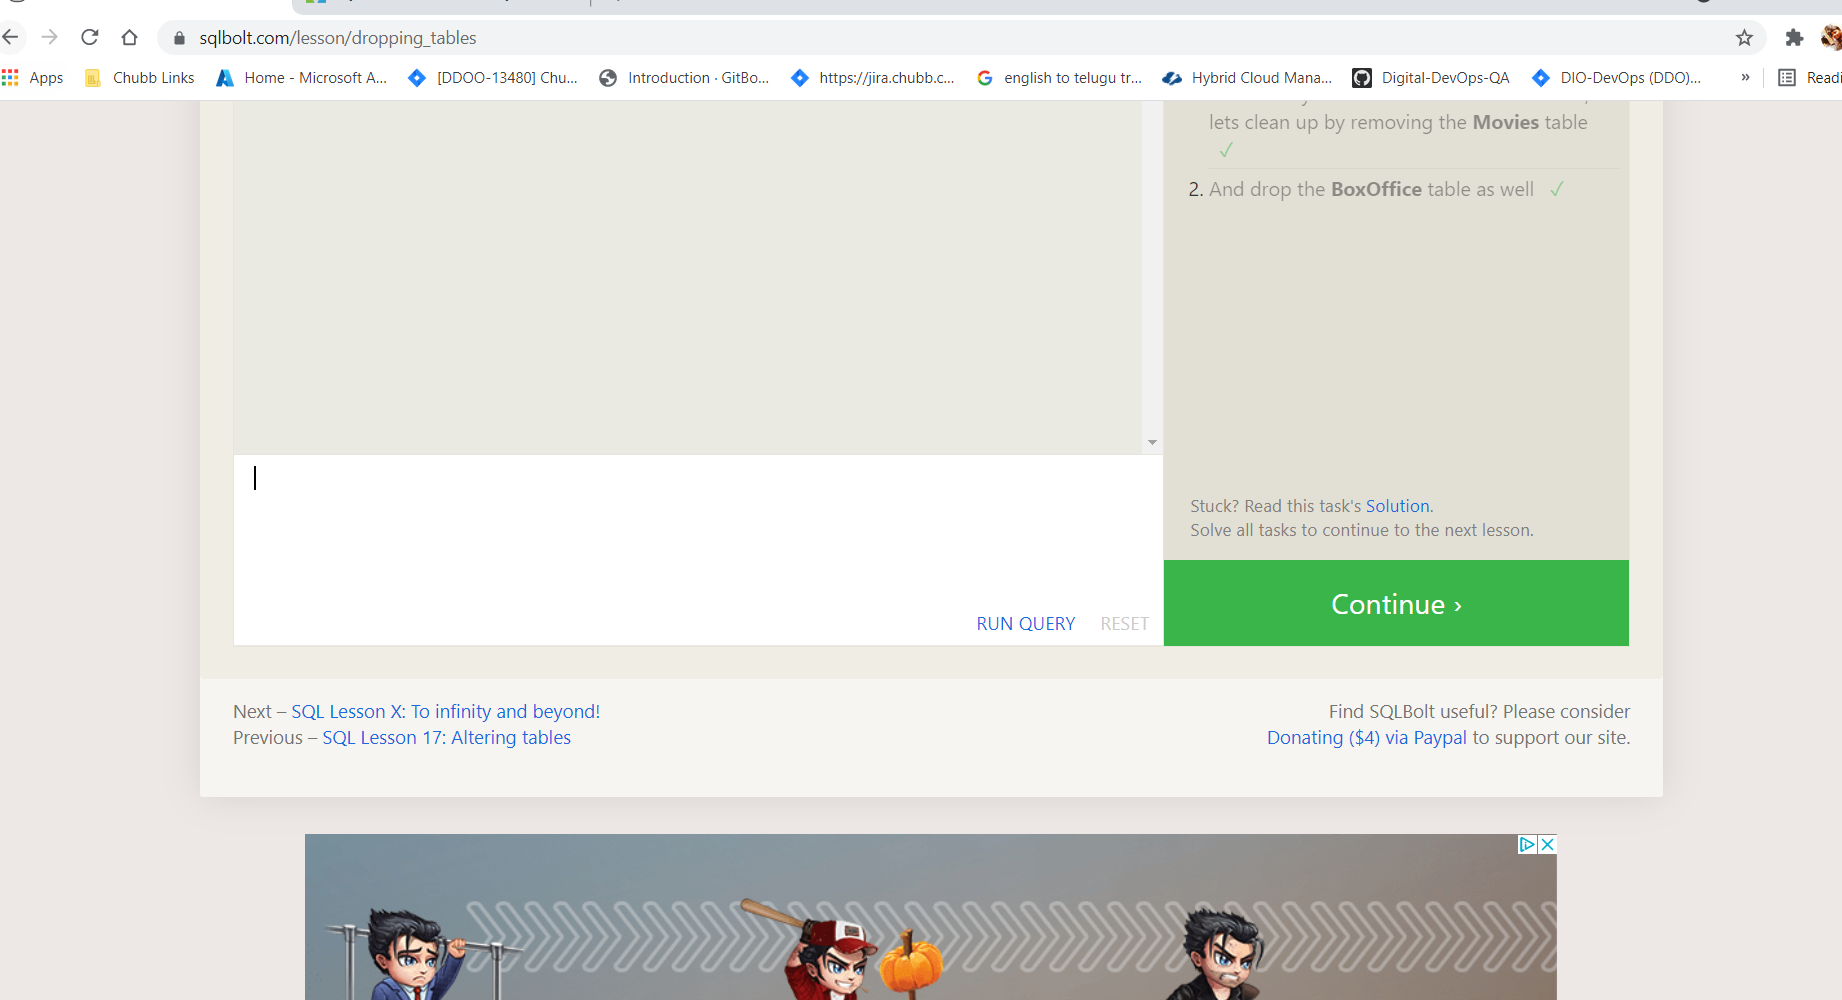 sqlbolt.com/lesson/dropping_tables
Apps Chubb Links Home - Microsoft A... [DDOO-13480] Chu... Introduction · GitBo... https://jira.chubb.c... english to telugu tr... Hybrid Cloud Mana... Digital-DevOps-QA DIO-DevOps (DDO)... » Readi
lets clean up by removing the Movies table
✓
2. And drop the BoxOffice table as well ✓
Stuck? Read this task's Solution.
Solve all tasks to continue to the next lesson.
Continue ›
RUN QUERY RESET
Next – SQL Lesson X: To infinity and beyond!
Previous – SQL Lesson 17: Altering tables
Find SQLBolt useful? Please consider
Donating ($4) via Paypal to support our site.